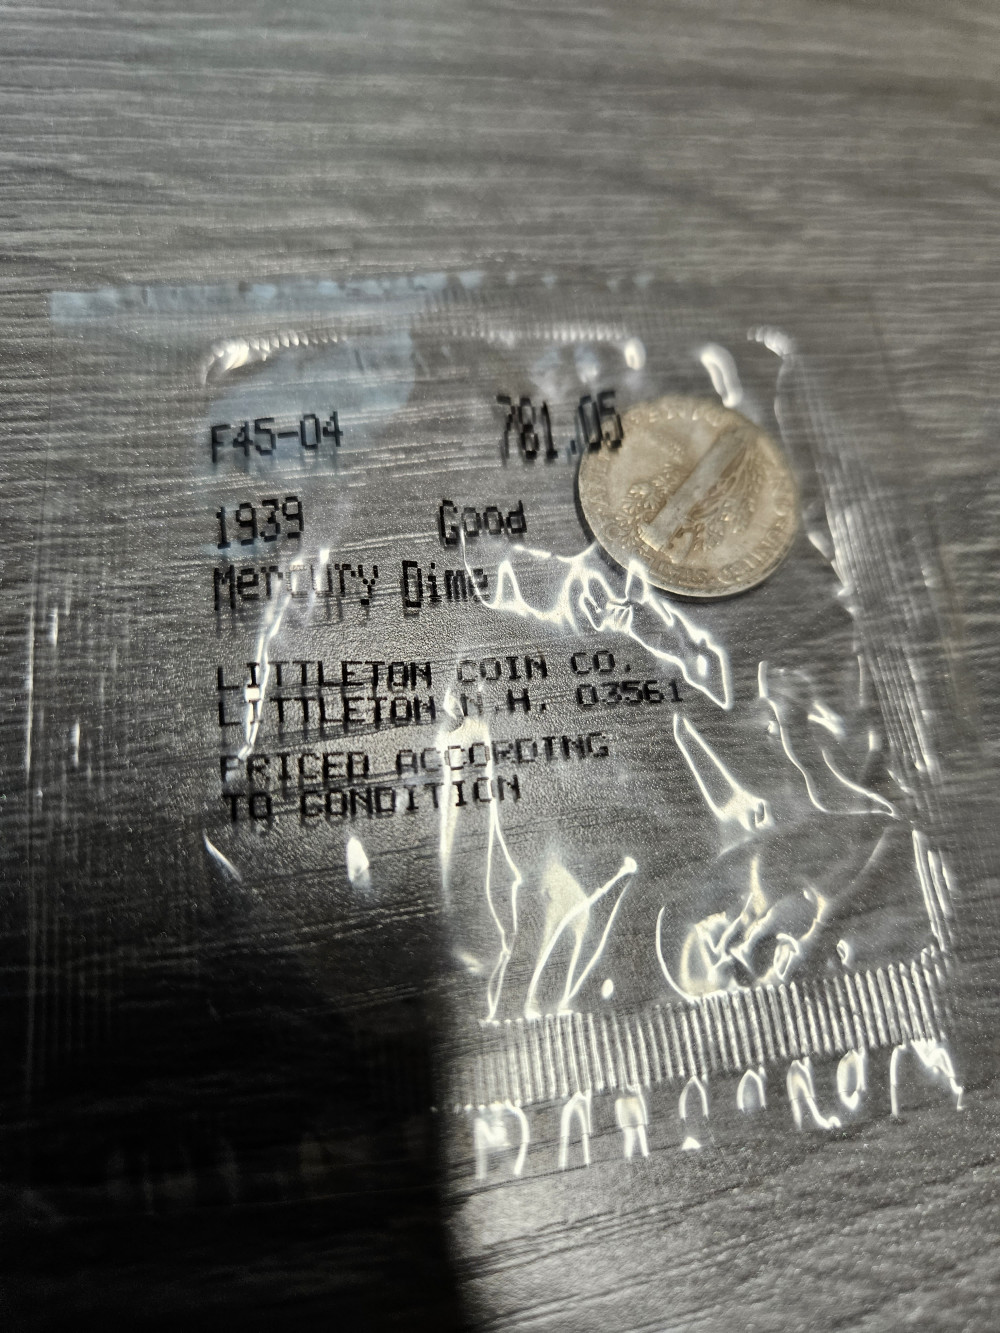 F45-04 781.05
1939 Good
Mercury Dime
LITTLETON COIN CO.
LITTLETON N.H. 03561
PRICED ACCORDING
TO CONDITION